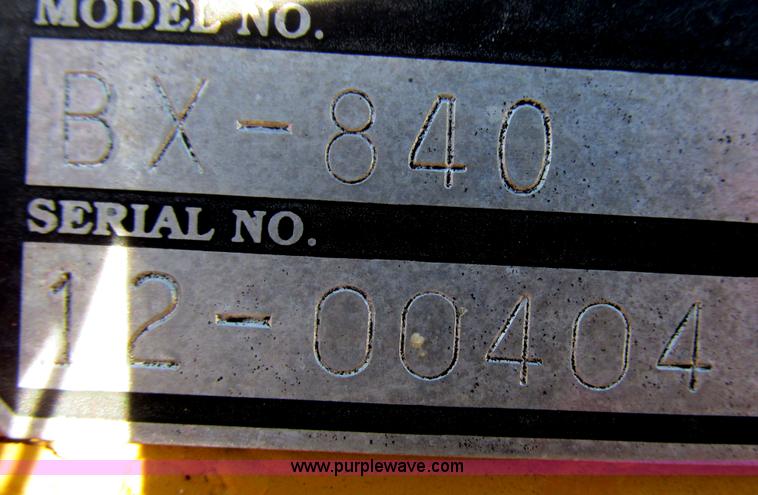 MODEL NO.
BX-840
SERIAL NO.
12-00404
www.purplewave.com